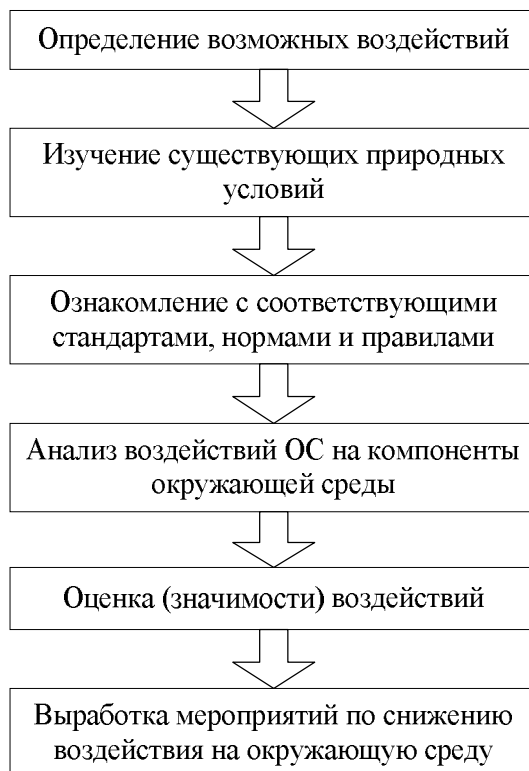 Определение возможных воздействий
Изучение существующих природных
условий
Ознакомление с соответствующими
стандартами, нормами и правилами
Анализ воздействий ОС на компоненты
окружающей среды
Оценка (значимости) воздействий
Выработка мероприятий по снижению
воздействия на окружающую среду